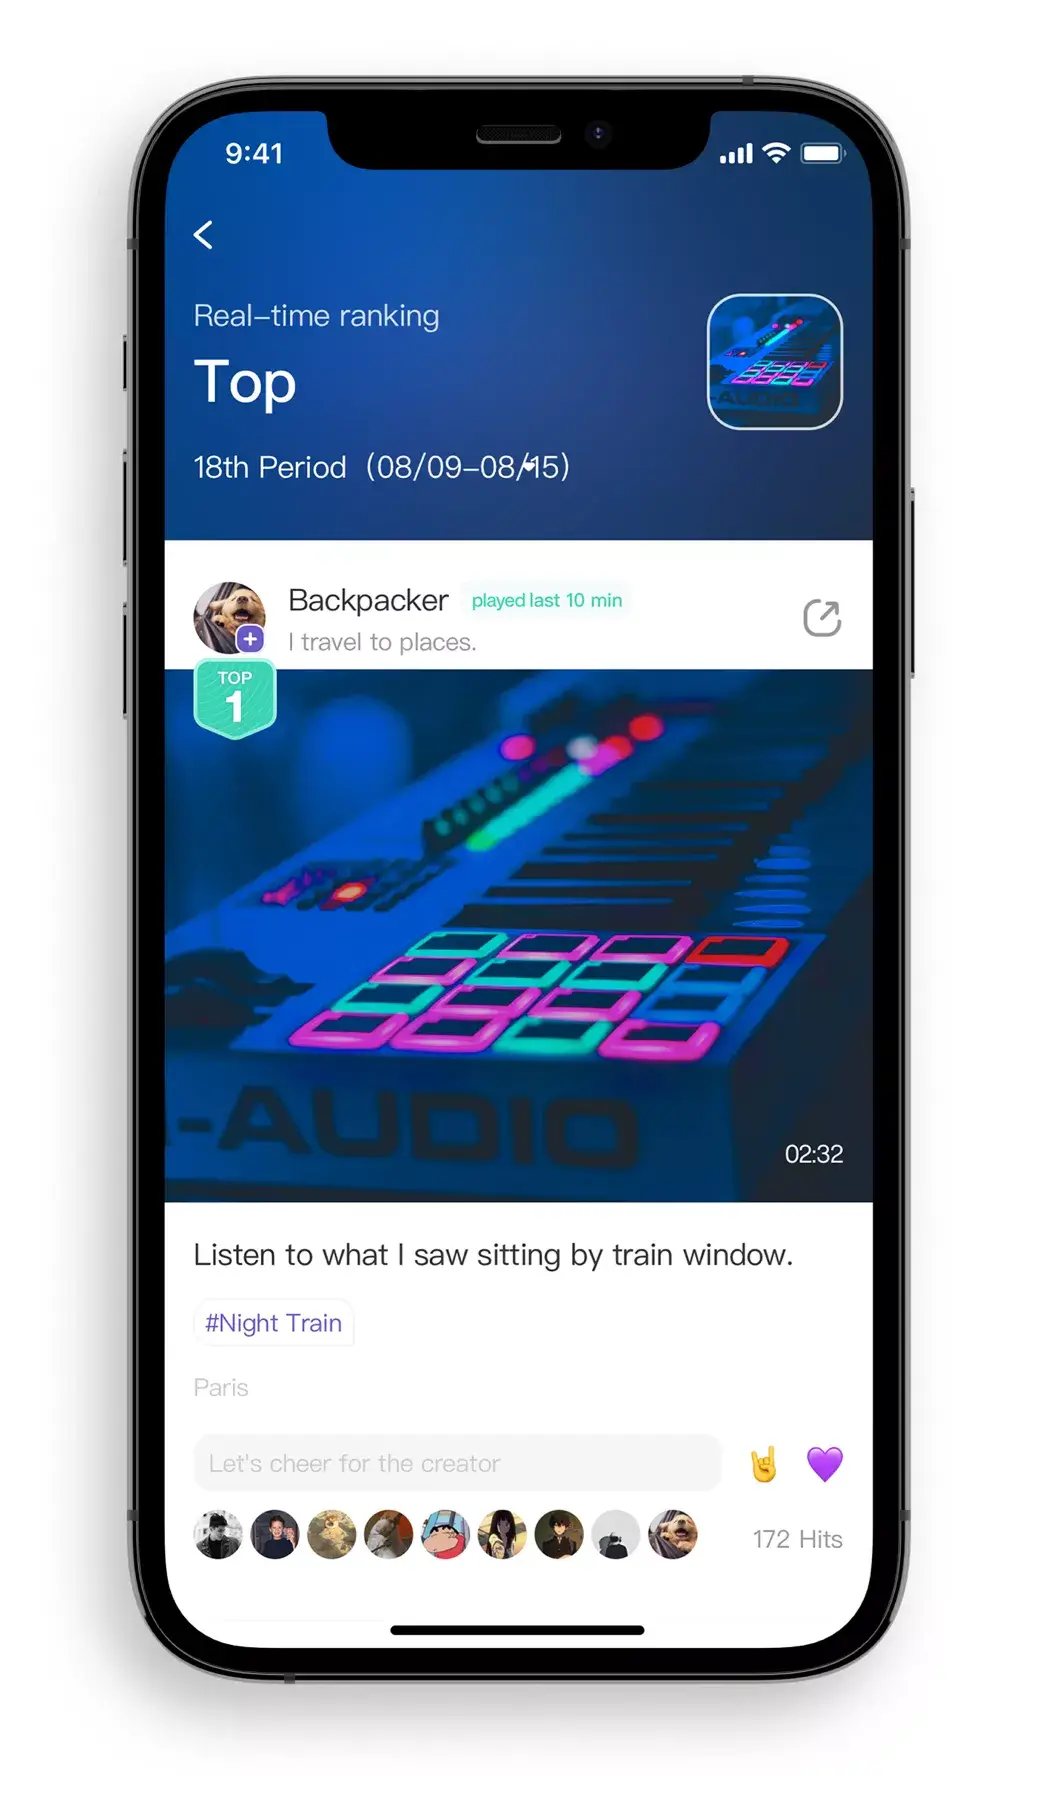 9:41
Real-time ranking
Top
18th Period (08/09-08/15)
-AUDIO
Backpacker played last 10 min
I travel to places.
TOP
1
-AUDIO
02:32
Listen to what I saw sitting by train window.
#Night Train
Paris
Let's cheer for the creator
172 Hits